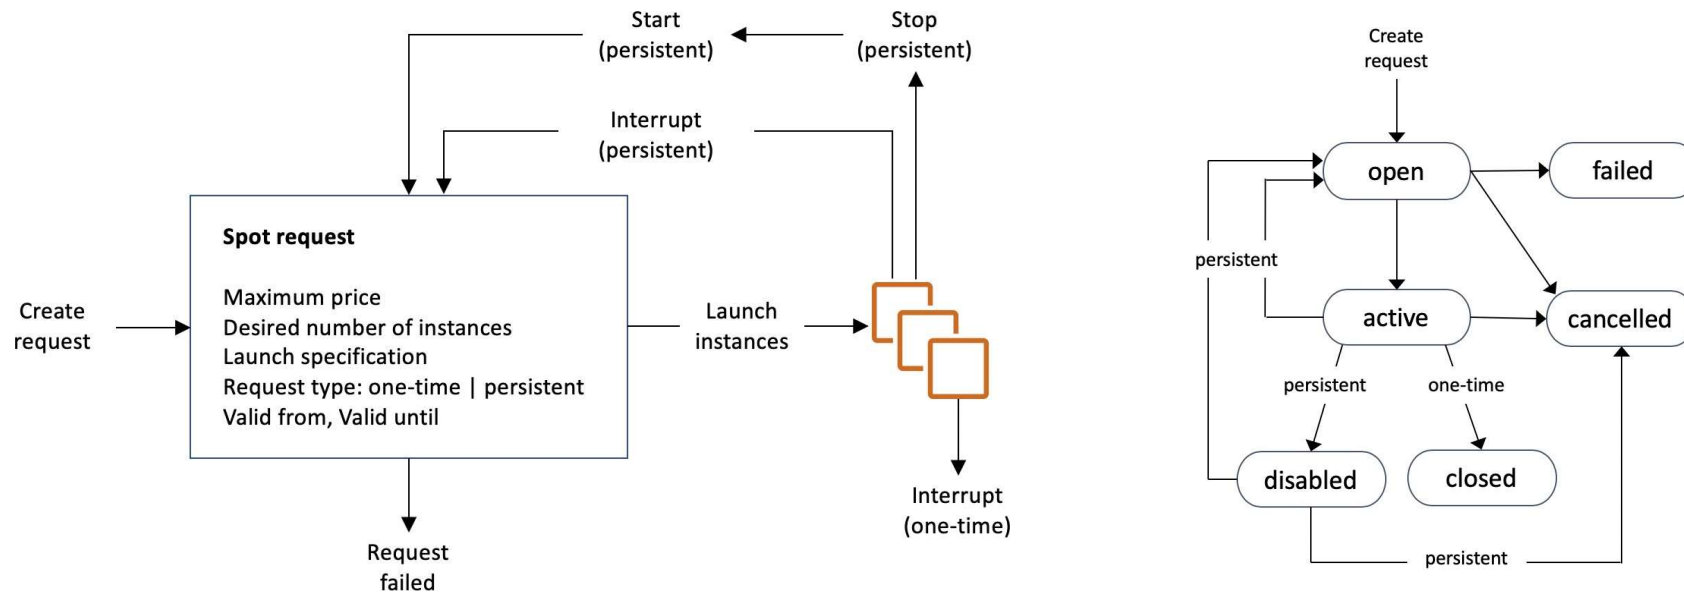 Start
(persistent)
Stop
(persistent)
Interrupt
(persistent)
Create
request
Spot request
Maximum price
Desired number of instances
Launch specification
Request type: one-time | persistent
Valid from, Valid until
Launch
instances
Interrupt
(one-time)
Request
failed
Create
request
open
failed
persistent
active
cancelled
persistent
one-time
disabled
closed
persistent